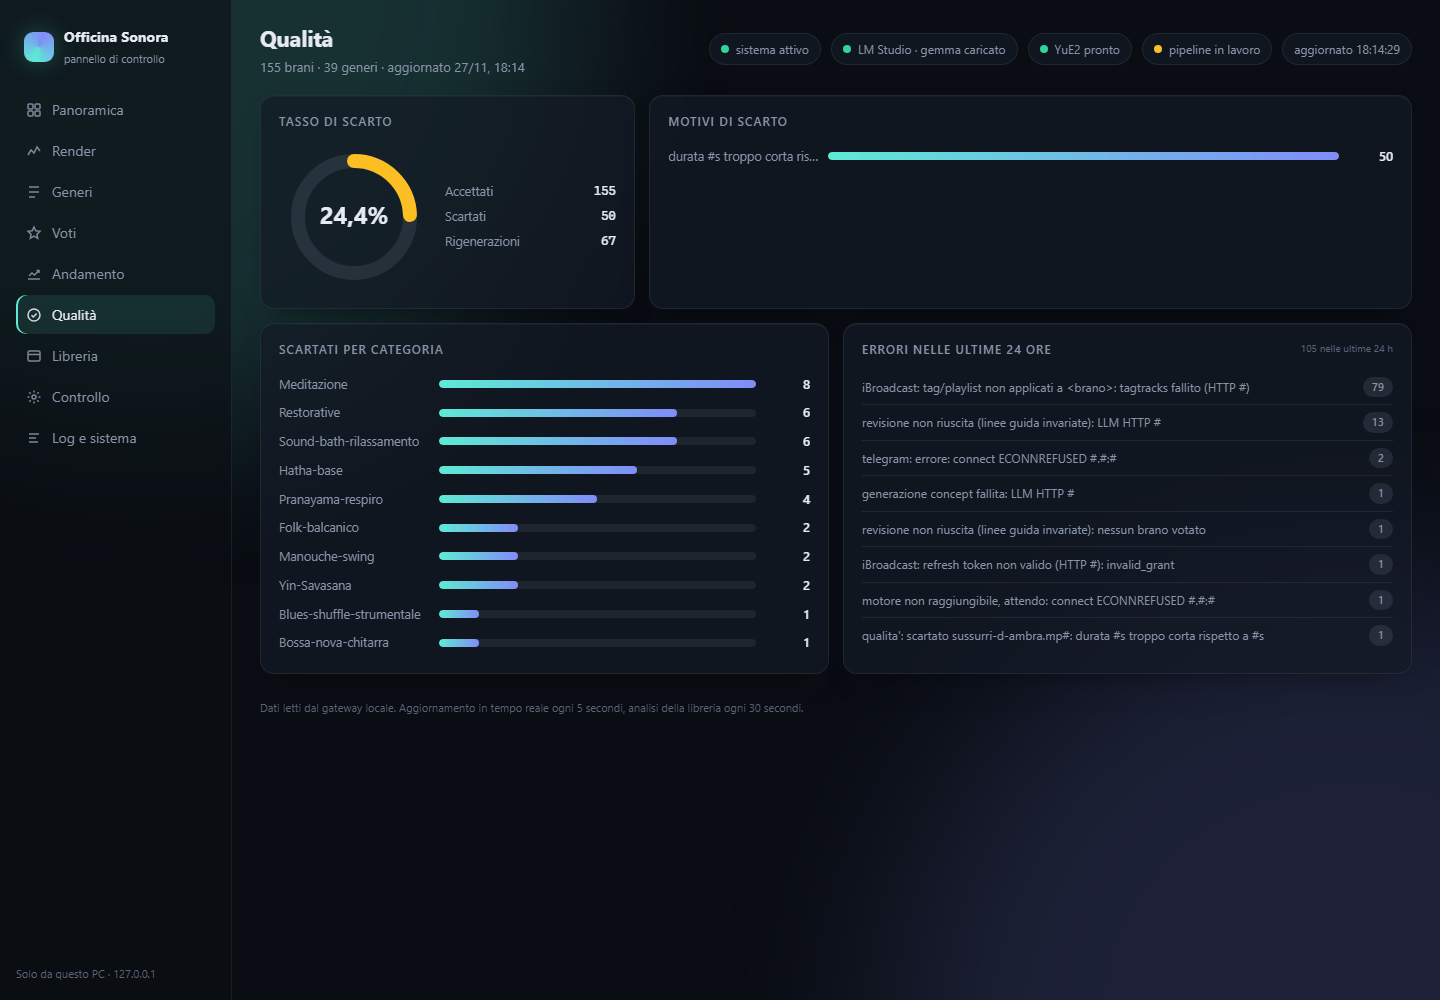 Officina Sonora
pannello di controllo
Panoramica
Render
Generi
Voti
Andamento
Qualità
Libreria
Controllo
Log e sistema
Solo da questo PC · 127.0.0.1
Qualità
155 brani · 39 generi · aggiornato 27/11, 18:14
sistema attivo
LM Studio · gemma caricato
YuE2 pronto
pipeline in lavoro
aggiornato 18:14:29
TASSO DI SCARTO
24,4%
Accettati 155
Scartati 50
Rigenerazioni 67
MOTIVI DI SCARTO
durata #s troppo corta ris... 50
SCARTATI PER CATEGORIA
Meditazione 8
Restorative 6
Sound-bath-rilassamento 6
Hatha-base 5
Pranayama-respiro 4
Folk-balcanico 2
Manouche-swing 2
Yin-Savasana 2
Blues-shuffle-strumentale 1
Bossa-nova-chitarra 1
ERRORI NELLE ULTIME 24 ORE
105 nelle ultime 24 h
iBroadcast: tag/playlist non applicati a <brano>: tagtracks fallito (HTTP #) 79
revisione non riuscita (linee guida invariate): LLM HTTP # 13
telegram: errore: connect ECONNREFUSED #.#:# 2
generazione concept fallita: LLM HTTP # 1
revisione non riuscita (linee guida invariate): nessun brano votato 1
iBroadcast: refresh token non valido (HTTP #): invalid_grant 1
motore non raggiungibile, attendo: connect ECONNREFUSED #.#:# 1
qualita': scartato sussurri-d-ambra.mp#: durata #s troppo corta rispetto a #s 1
Dati letti dal gateway locale. Aggiornamento in tempo reale ogni 5 secondi, analisi della libreria ogni 30 secondi.